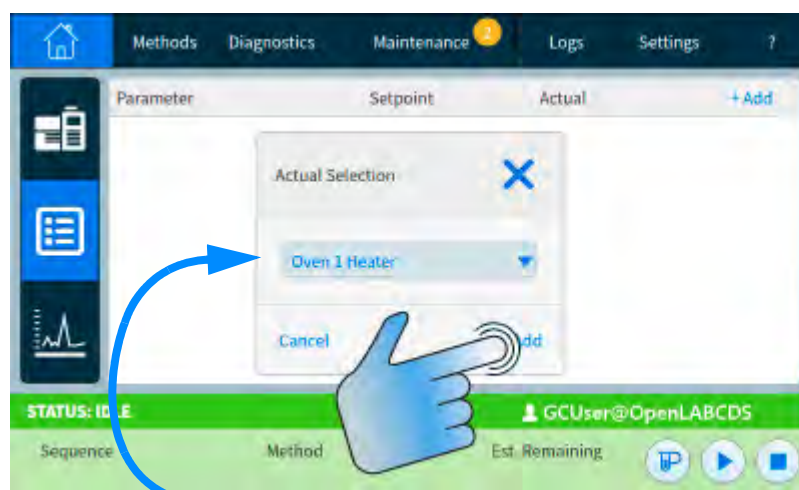 Methods Diagnostics Maintenance 2 Logs Settings ?
Parameter Setpoint Actual + Add
Actual Selection
Oven 1 Heater
Cancel
STATUS: GCUser@OpenLABCDS
Sequence Method Est. Remaining